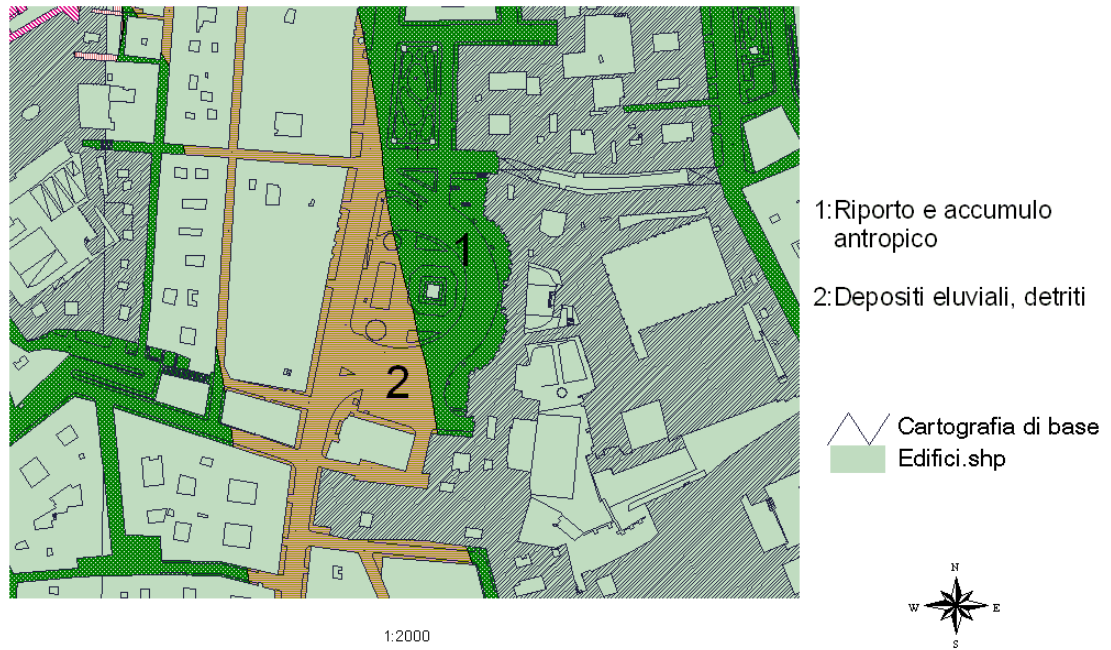 1
2
1:Riporto e accumulo
antropico
2:Depositi eluviali, detriti
Cartografia di base
Edifici.shp
N
W E
S
1:2000